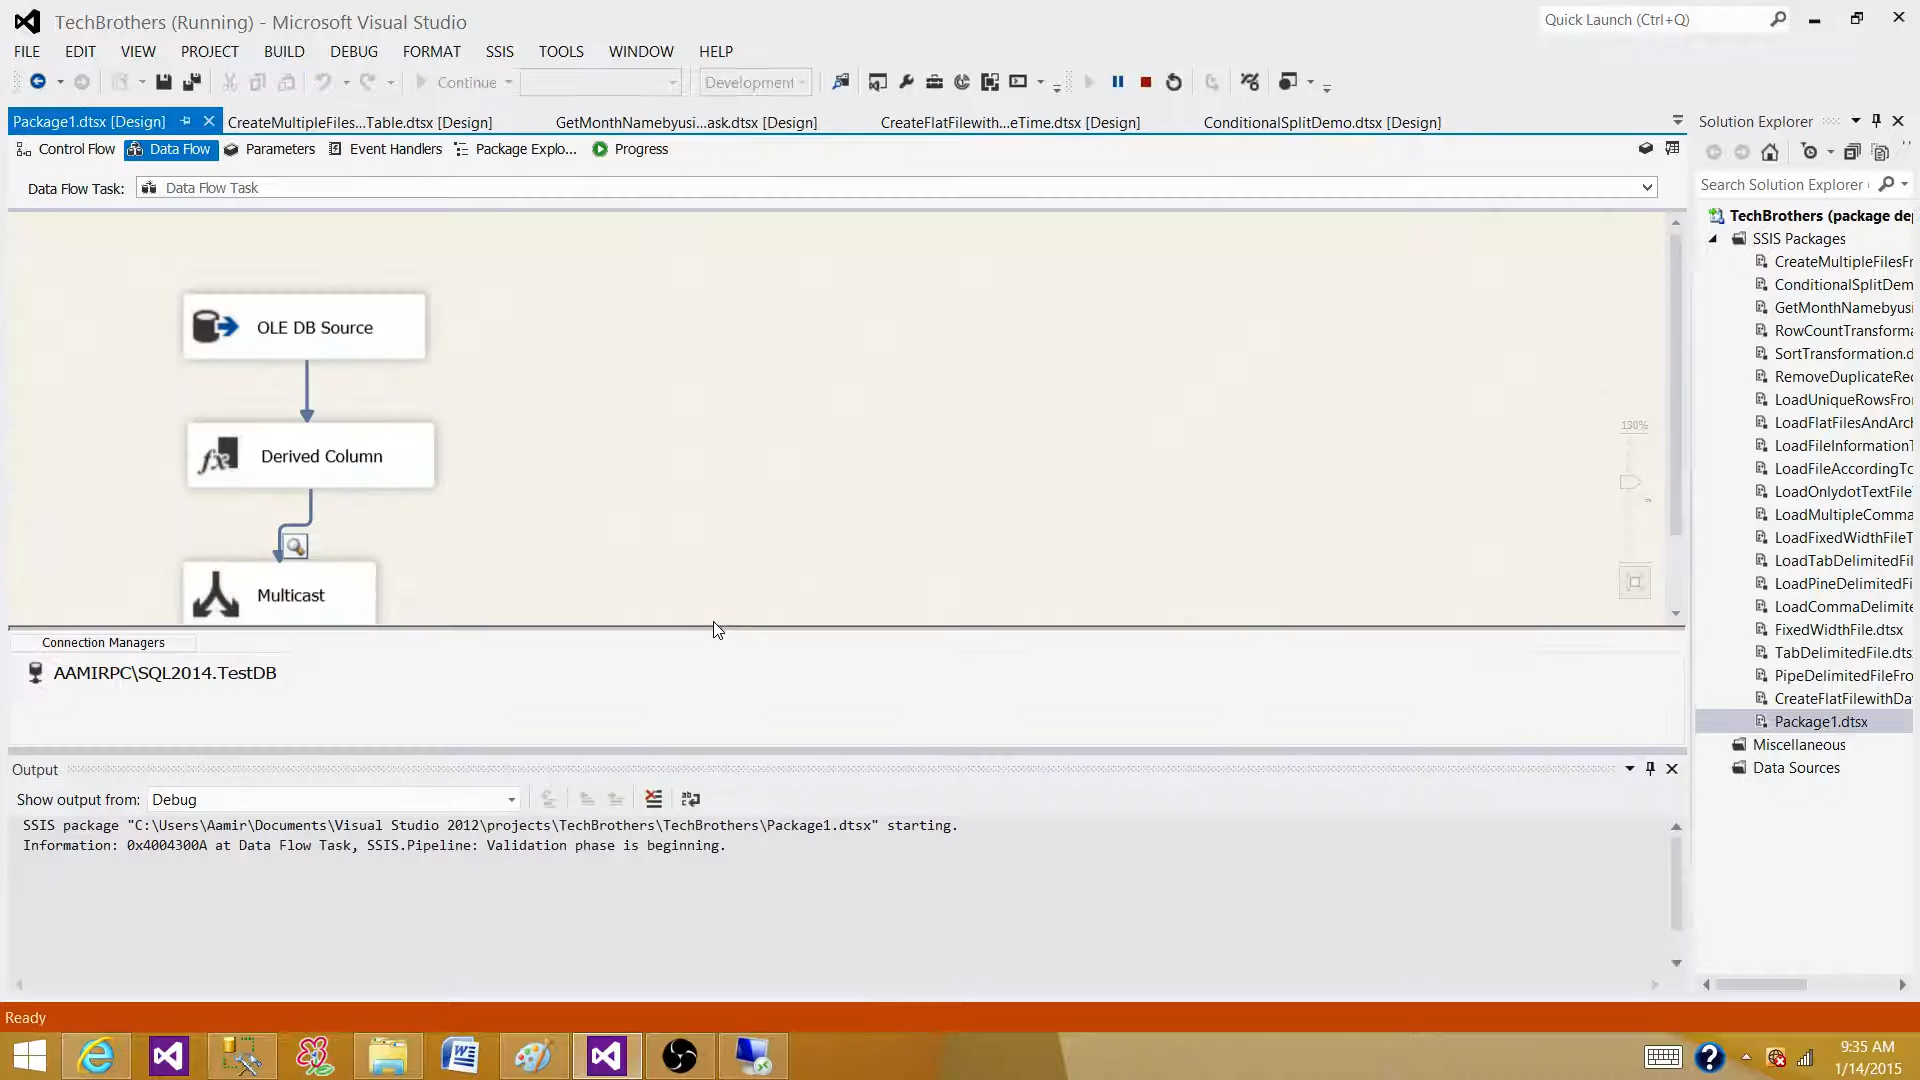 TechBrothers (Running) - Microsoft Visual Studio
Quick Launch (Ctrl+Q)
FILE EDIT VIEW PROJECT BUILD DEBUG FORMAT SSIS TOOLS WINDOW HELP
Continue
Development
Package1.dtsx [Design]
CreateMultipleFiles...Table.dtsx [Design]
GetMonthNamebyusi...ask.dtsx [Design]
CreateFlatFilewith...eTime.dtsx [Design]
ConditionalSplitDemo.dtsx [Design]
Control Flow
Data Flow
Parameters
Event Handlers
Package Explo...
Progress
Data Flow Task:
Data Flow Task
OLE DB Source
Derived Column
Multicast
130%
Connection Managers
AAMIRPC\SQL2014.TestDB
Output
Show output from: Debug
SSIS package "C:\Users\Aamir\Documents\Visual Studio 2012\projects\TechBrothers\TechBrothers\Package1.dtsx" starting.
Information: 0x4004300A at Data Flow Task, SSIS.Pipeline: Validation phase is beginning.
Solution Explorer
Search Solution Explorer
TechBrothers (package de
SSIS Packages
CreateMultipleFilesFr
ConditionalSplitDem
GetMonthNamebyusi
RowCountTransforma
SortTransformation.d
RemoveDuplicateRec
LoadUniqueRowsFro
LoadFlatFilesAndArch
LoadFileInformationT
LoadFileAccordingTo
LoadOnlydotTextFile
LoadMultipleComma
LoadFixedWidthFileT
LoadTabDelimitedFil
LoadPineDelimitedFi
LoadCommaDelimite
FixedWidthFile.dtsx
TabDelimitedFile.dts
PipeDelimitedFileFro
CreateFlatFilewithDa
Package1.dtsx
Miscellaneous
Data Sources
Ready
9:35 AM
1/14/2015